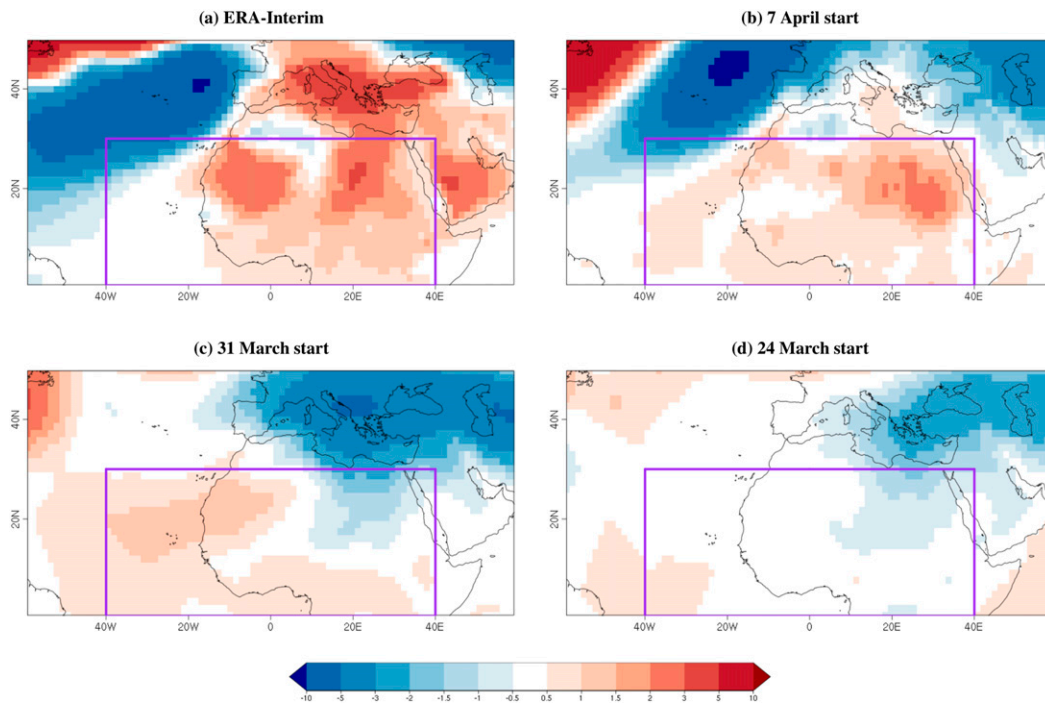 (a) ERA-Interim
(b) 7 April start
40N
20N
40W 20W 0 20E 40E
40N
20N
40W 20W 0 20E 40E
(c) 31 March start
(d) 24 March start
40N
20N
40W 20W 0 20E 40E
40N
20N
40W 20W 0 20E 40E
-10 -5 -3 -2 -1.5 -1 -0.5 0.5 1 1.5 2 3 5 10